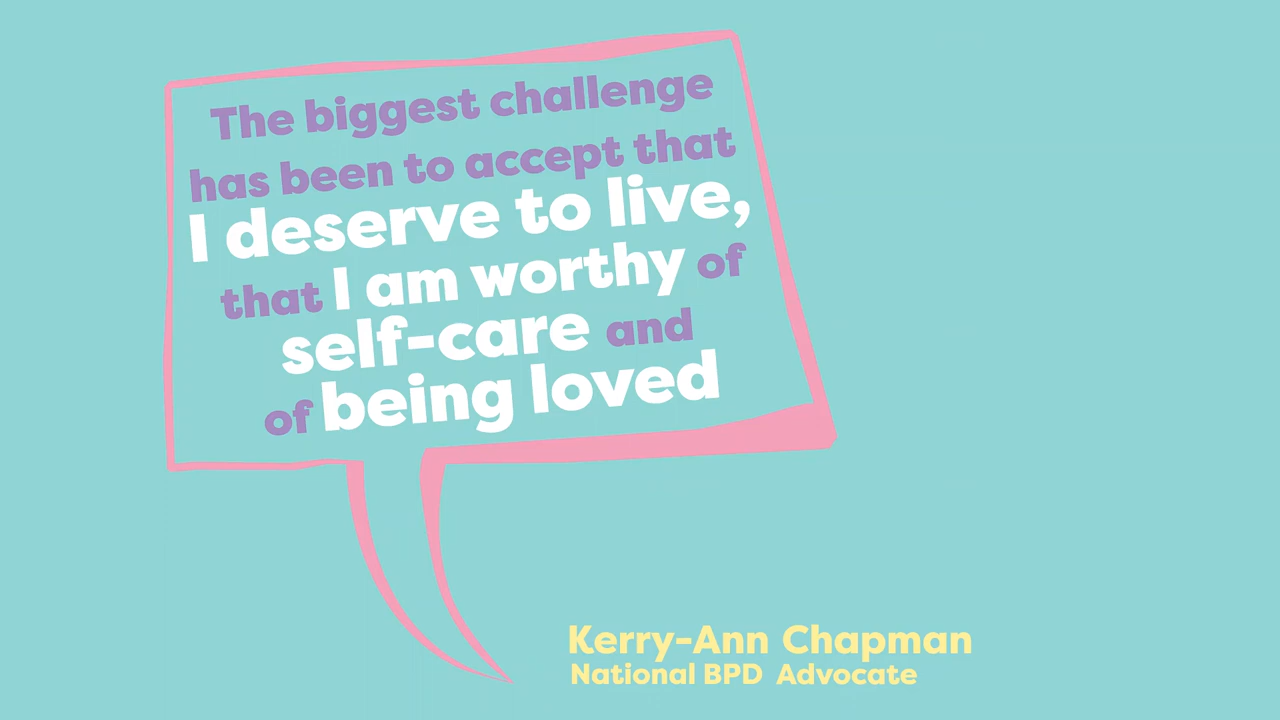 The biggest challenge
has been to accept that
I deserve to live,
that I am worthy of
self-care and
of being loved
Kerry-Ann Chapman
National BPD Advocate